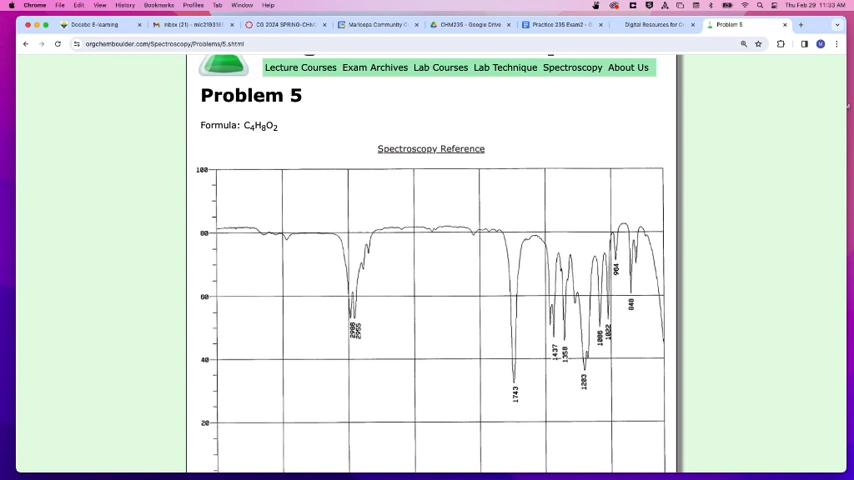 Chrome File Edit View History Bookmarks Profiles Tab Window Help Thu Feb 29 11:33 AM
Docebo E-learning
CG 2024 SPRING-CHM
Maricopa Community C
CHM235 - Google Drive
Practice 235 Exam2 - G
Digital Resources for C
Problem 5
orgchemboulder.com/Spectroscopy/Problems/5.shtml
Lecture Courses Exam Archives Lab Courses Lab Technique Spectroscopy About Us
Problem 5
Formula: C4H8O2
Spectroscopy Reference
100
80
60
40
20
2986
2955
1743
1437
1358
1203
1086
1022
964
848